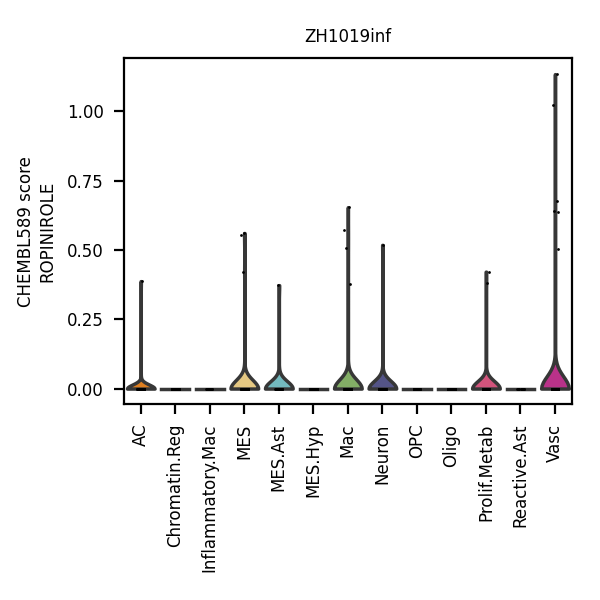 ZH1019inf
CHEMBL589 score
ROPINIROLE
1.00
0.75
0.50
0.25
0.00
AC
Chromatin.Reg
Inflammatory.Mac
MES
MES.Ast
MES.Hyp
Mac
Neuron
OPC
Oligo
Prolif.Metab
Reactive.Ast
Vasc